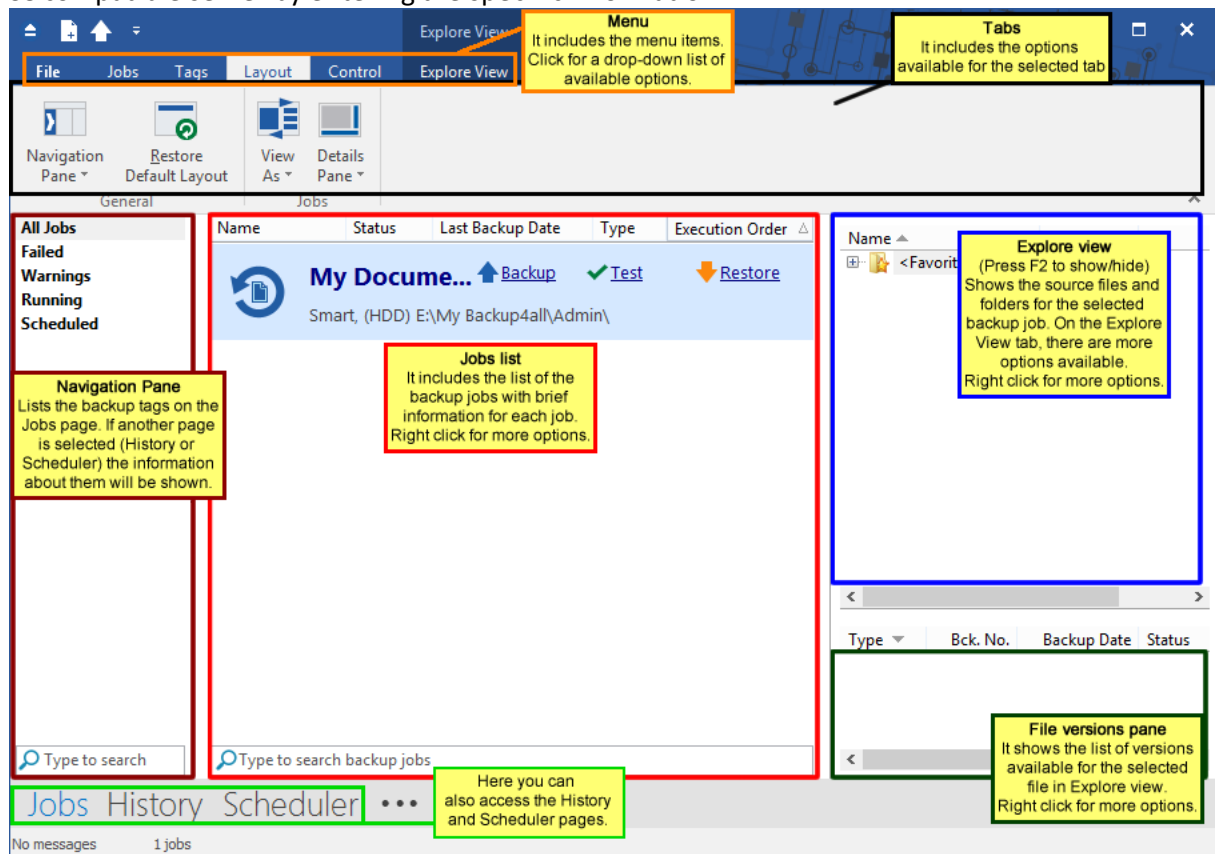 compatible server by entering the specific information
Explore View
File Jobs Tags Layout Control Explore View
Menu
It includes the menu items.
Click for a drop-down list of
available options.
Tabs
It includes the options
available for the selected tab
Navigation
Pane
Restore
Default Layout
View
As
Details
Pane
General
Jobs
All Jobs
Failed
Warnings
Running
Scheduled
Navigation Pane
Lists the backup tags on the
Jobs page. If another page
is selected (History or
Scheduler) the information
about them will be shown.
Type to search
Name Status Last Backup Date Type Execution Order
My Docume... Backup Test Restore
Smart, (HDD) E:\My Backup4all\Admin\
Jobs list
It includes the list of the
backup jobs with brief
information for each job.
Right click for more options.
Type to search backup jobs
Name
<Favorit
Explore view
(Press F2 to show/hide)
Shows the source files and
folders for the selected
backup job. On the Explore
View tab, there are more
options available.
Right click for more options.
Type Bck. No. Backup Date Status
File versions pane
It shows the list of versions
available for the selected
file in Explore view.
Right click for more options.
Jobs History Scheduler •••
Here you can
also access the History
and Scheduler pages.
No messages 1 jobs